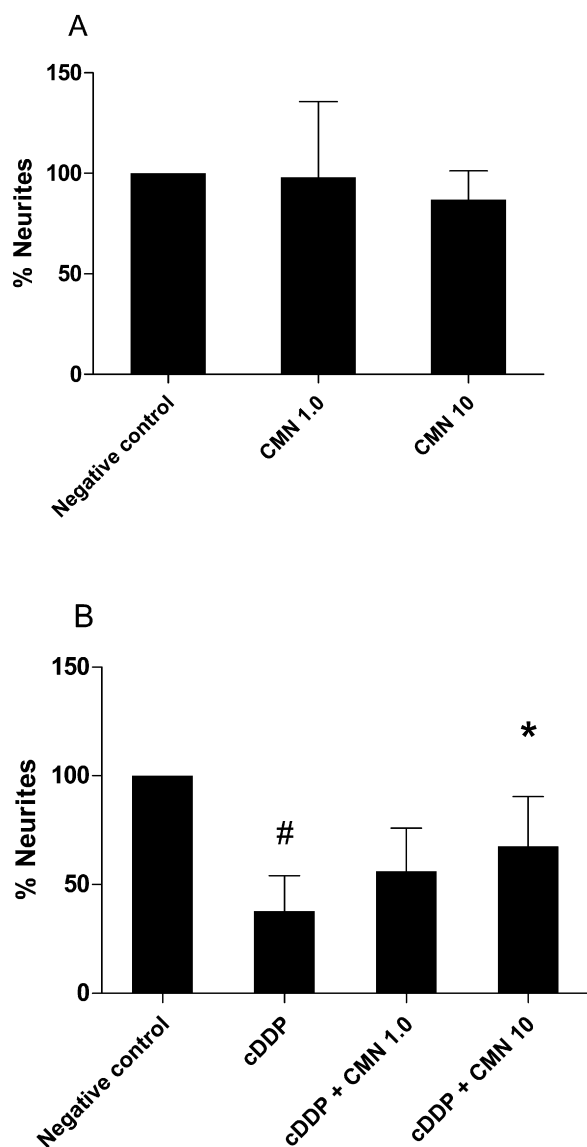 A
150
100
50
0
% Neurites
Negative control
CMN 1.0
CMN 10
B
150
100
50
0
% Neurites
#
*
Negative control
cDDP
cDDP + CMN 1.0
cDDP + CMN 10